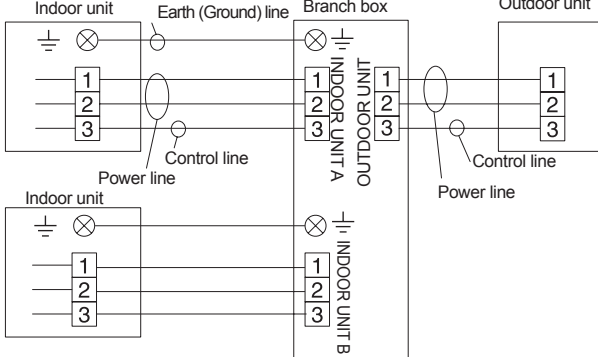 Indoor unit
Earth (Ground) line
Branch box
Outdoor unit
1
2
3
1
2
3
INDOOR UNIT A
OUTDOOR UNIT
1
2
3
1
2
3
Control line
Power line
Control line
Power line
Indoor unit
1
2
3
1
2
3
INDOOR UNIT B